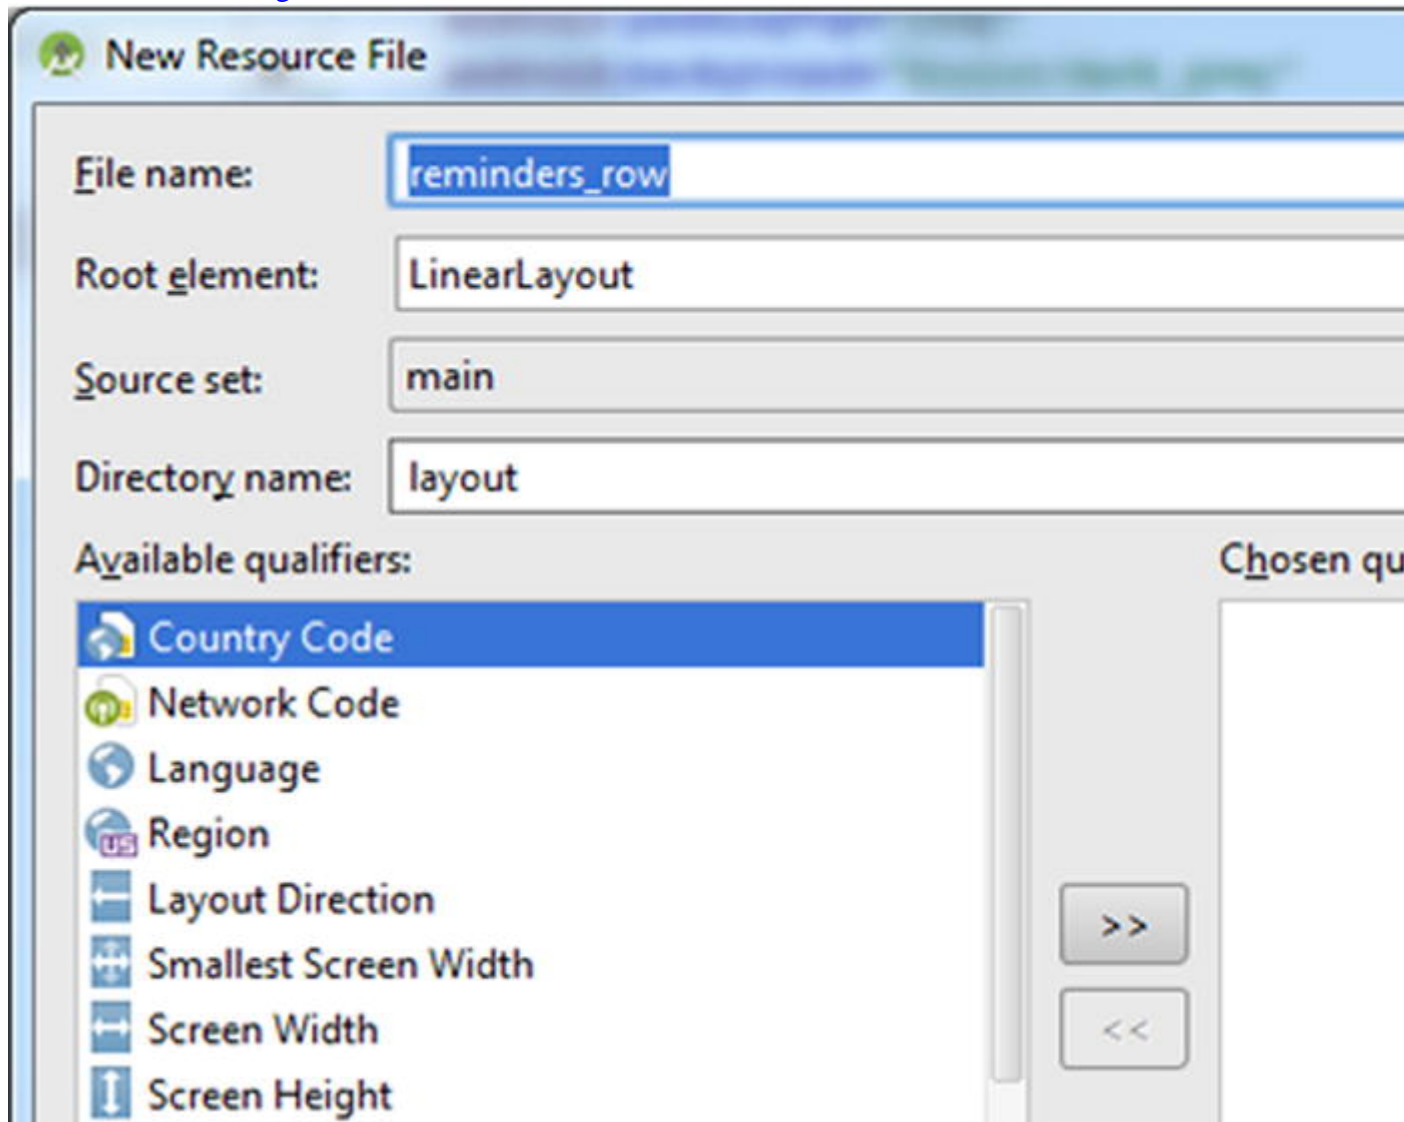 New Resource File
File name: reminders_row
Root element: LinearLayout
Source set: main
Directory name: layout
Available qualifiers: Chosen qu
Country Code
Network Code
Language
US Region
Layout Direction
>>
Smallest Screen Width
Screen Width
<<
Screen Height